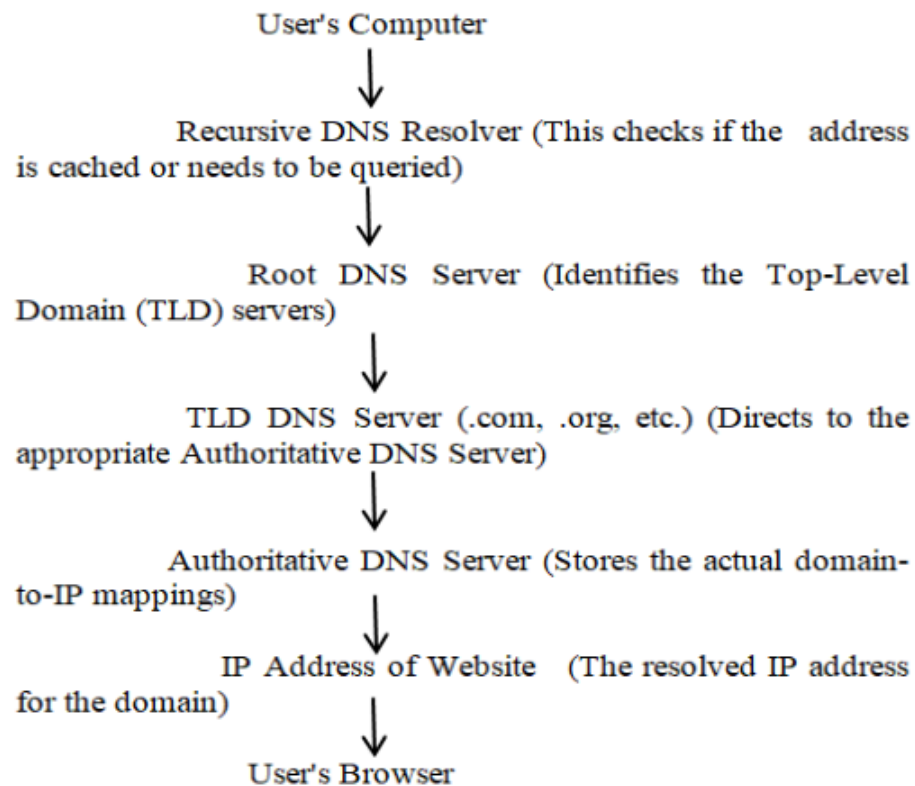 User's Computer
Recursive DNS Resolver (This checks if the address
is cached or needs to be queried)
Root DNS Server (Identifies the Top-Level
Domain (TLD) servers)
TLD DNS Server (.com, .org, etc.) (Directs to the
appropriate Authoritative DNS Server)
Authoritative DNS Server (Stores the actual domain-
to-IP mappings)
IP Address of Website (The resolved IP address
for the domain)
User's Browser